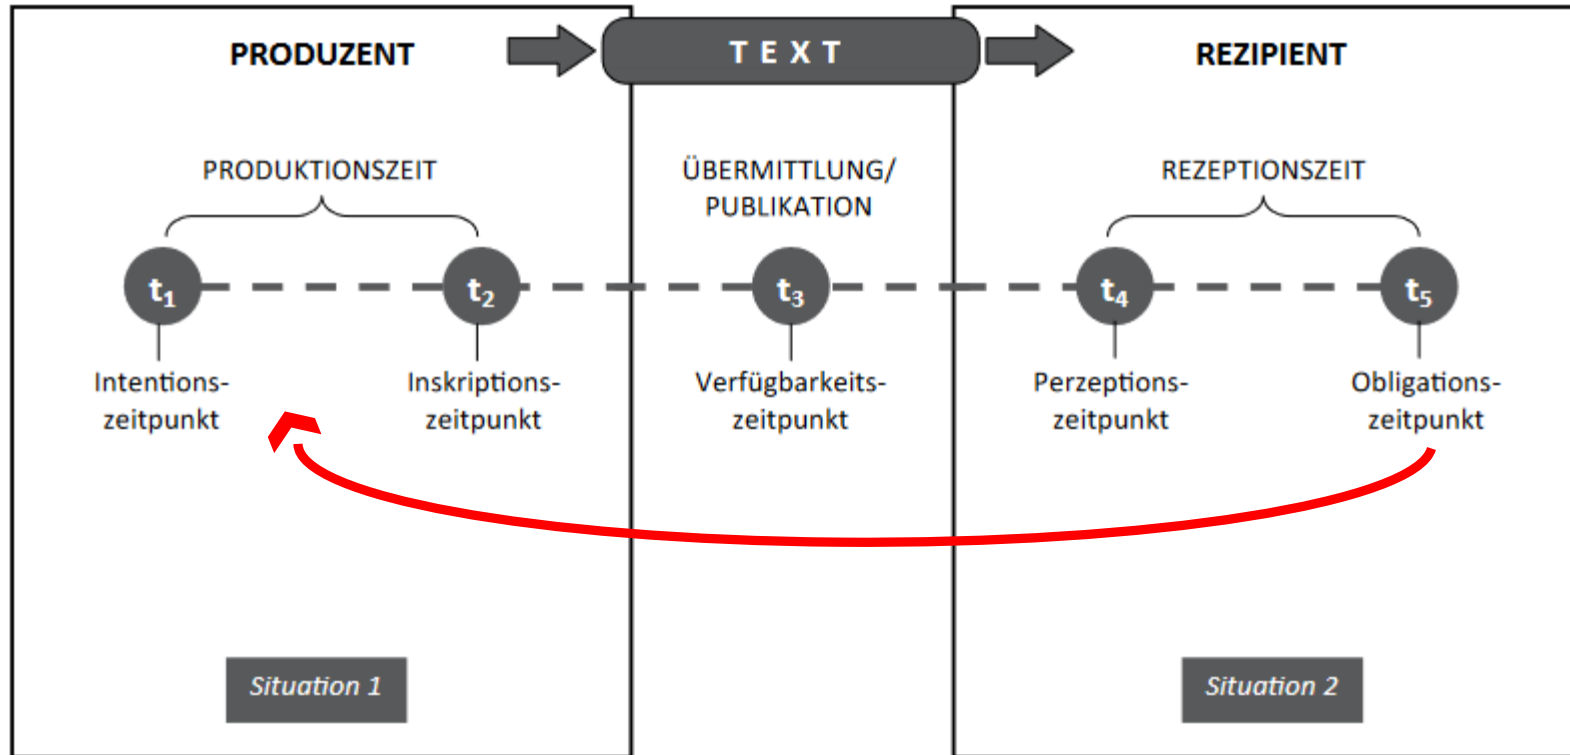 PRODUZENT
T E X T
REZIPIENT
PRODUKTIONSZEIT
ÜBERMITTLUNG/
PUBLIKATION
REZEPTIONSZEIT
t₁
t₂
t₃
t₄
t₅
Intentions-
zeitpunkt
Inskriptions-
zeitpunkt
Verfügbarkeits-
zeitpunkt
Perzeptions-
zeitpunkt
Obligations-
zeitpunkt
Situation 1
Situation 2